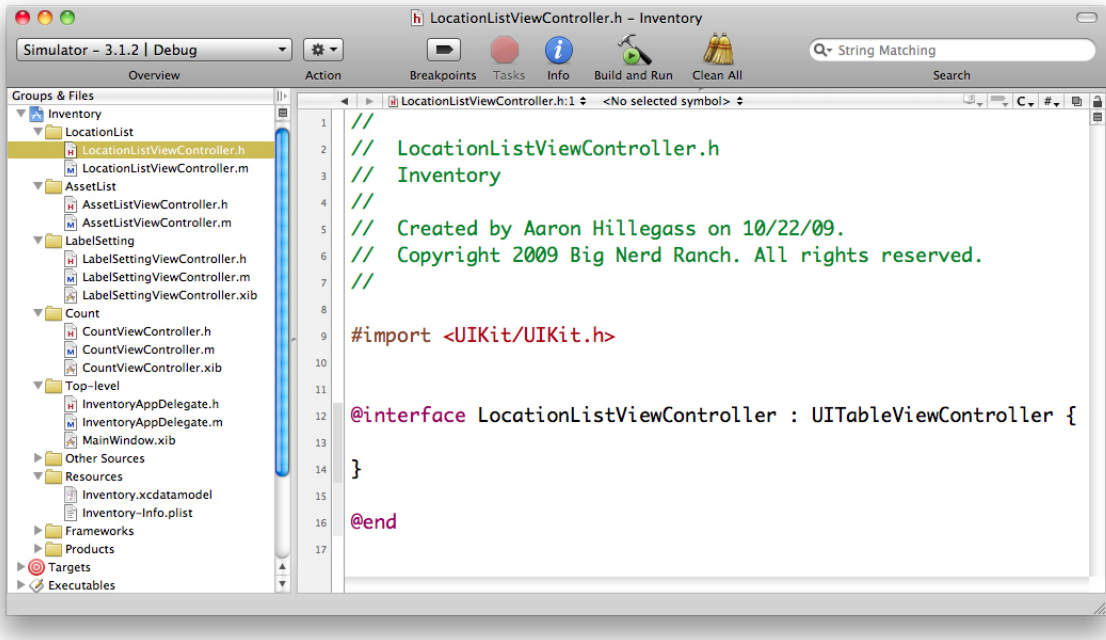 LocationListViewController.h – Inventory
Simulator – 3.1.2 | Debug
String Matching
Overview
Action
Breakpoints
Tasks
Info
Build and Run
Clean All
Search
Groups & Files
Inventory
LocationList
LocationListViewController.h
LocationListViewController.m
AssetList
AssetListViewController.h
AssetListViewController.m
LabelSetting
LabelSettingViewController.h
LabelSettingViewController.m
LabelSettingViewController.xib
Count
CountViewController.h
CountViewController.m
CountViewController.xib
Top-level
InventoryAppDelegate.h
InventoryAppDelegate.m
MainWindow.xib
Other Sources
Resources
Inventory.xcdatamodel
Inventory-Info.plist
Frameworks
Products
Targets
Executables
LocationListViewController.h:1 <No selected symbol> C #
1 //
2 // LocationListViewController.h
3 // Inventory
4 //
5 // Created by Aaron Hillegass on 10/22/09.
6 // Copyright 2009 Big Nerd Ranch. All rights reserved.
7 //
8
9 #import <UIKit/UIKit.h>
10
11
12 @interface LocationListViewController : UITableViewController {
13
14 }
15
16 @end
17